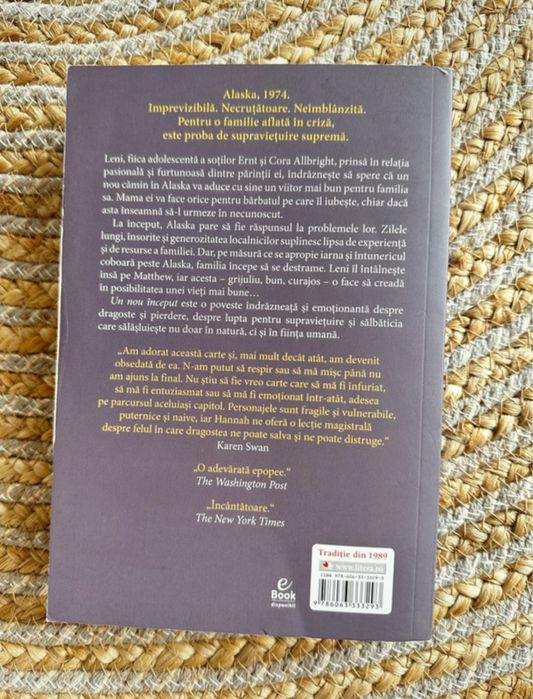 Alaska, 1974.
Imprevizibilă. Necruțătoare. Neîmblânzită.
Pentru o familie aflată în criză,
este proba de supraviețuire supremă.
Leni, fiica adolescentă a soților Ernt și Cora Allbright, prinsă în relația
pasională și furtunoasă dintre părinții ei, îndrăznește să spere că un
nou cămin în Alaska va aduce cu sine un viitor mai bun pentru familia
sa. Mama ei va face orice pentru bărbatul pe care îl iubește, chiar dacă
asta înseamnă să-l urmeze în necunoscut.
La început, Alaska pare să fie răspunsul la problemele lor. Zilele
lungi, însorite și generozitatea localnicilor suplinesc lipsa de experiență
și de resurse a familiei. Dar, pe măsură ce se apropie iarna și întunericul
coboară peste Alaska, familia începe să se destrame. Leni îl întâlnește
însă pe Matthew, iar acesta – grijuliu, bun, curajos – o face să creadă
în posibilitatea unei vieți mai bune…
Un nou început este o poveste îndrăzneață și emoționantă despre
dragoste și pierdere, despre lupta pentru supraviețuire și sălbăticia
care sălășluiește nu doar în natură, ci și în ființa umană.
„Am adorat această carte și, mai mult decât atât, am devenit
obsedată de ea. N-am putut să respir sau să mă mișc până nu
am ajuns la final. Nu știu să fie vreo carte care să mă fi înfuriat,
să mă fi entuziasmat sau să mă fi emoționat într-atât, adesea
pe parcursul aceluiași capitol. Personajele sunt fragile și vulnerabile,
puternice și naive, iar Hannah ne oferă o lecție magistrală
despre felul în care dragostea ne poate salva și ne poate distruge."
Karen Swan
„O adevărată epopee."
The Washington Post
„Încântătoare."
The New York Times
Tradiție din 1989
www.litera.ro
ISBN 978-606-33-3329-3
9 786063 333293
e
Book
disponibil